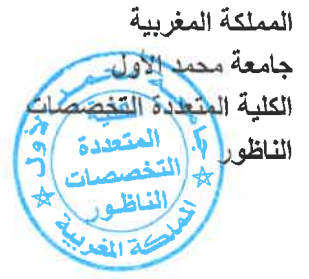 المملكة المغربية
جامعة محمد الأول
الكلية المتعددة التخصصات
الناظور
المتعددة
التخصصات
الناظور
المملكة المغربية